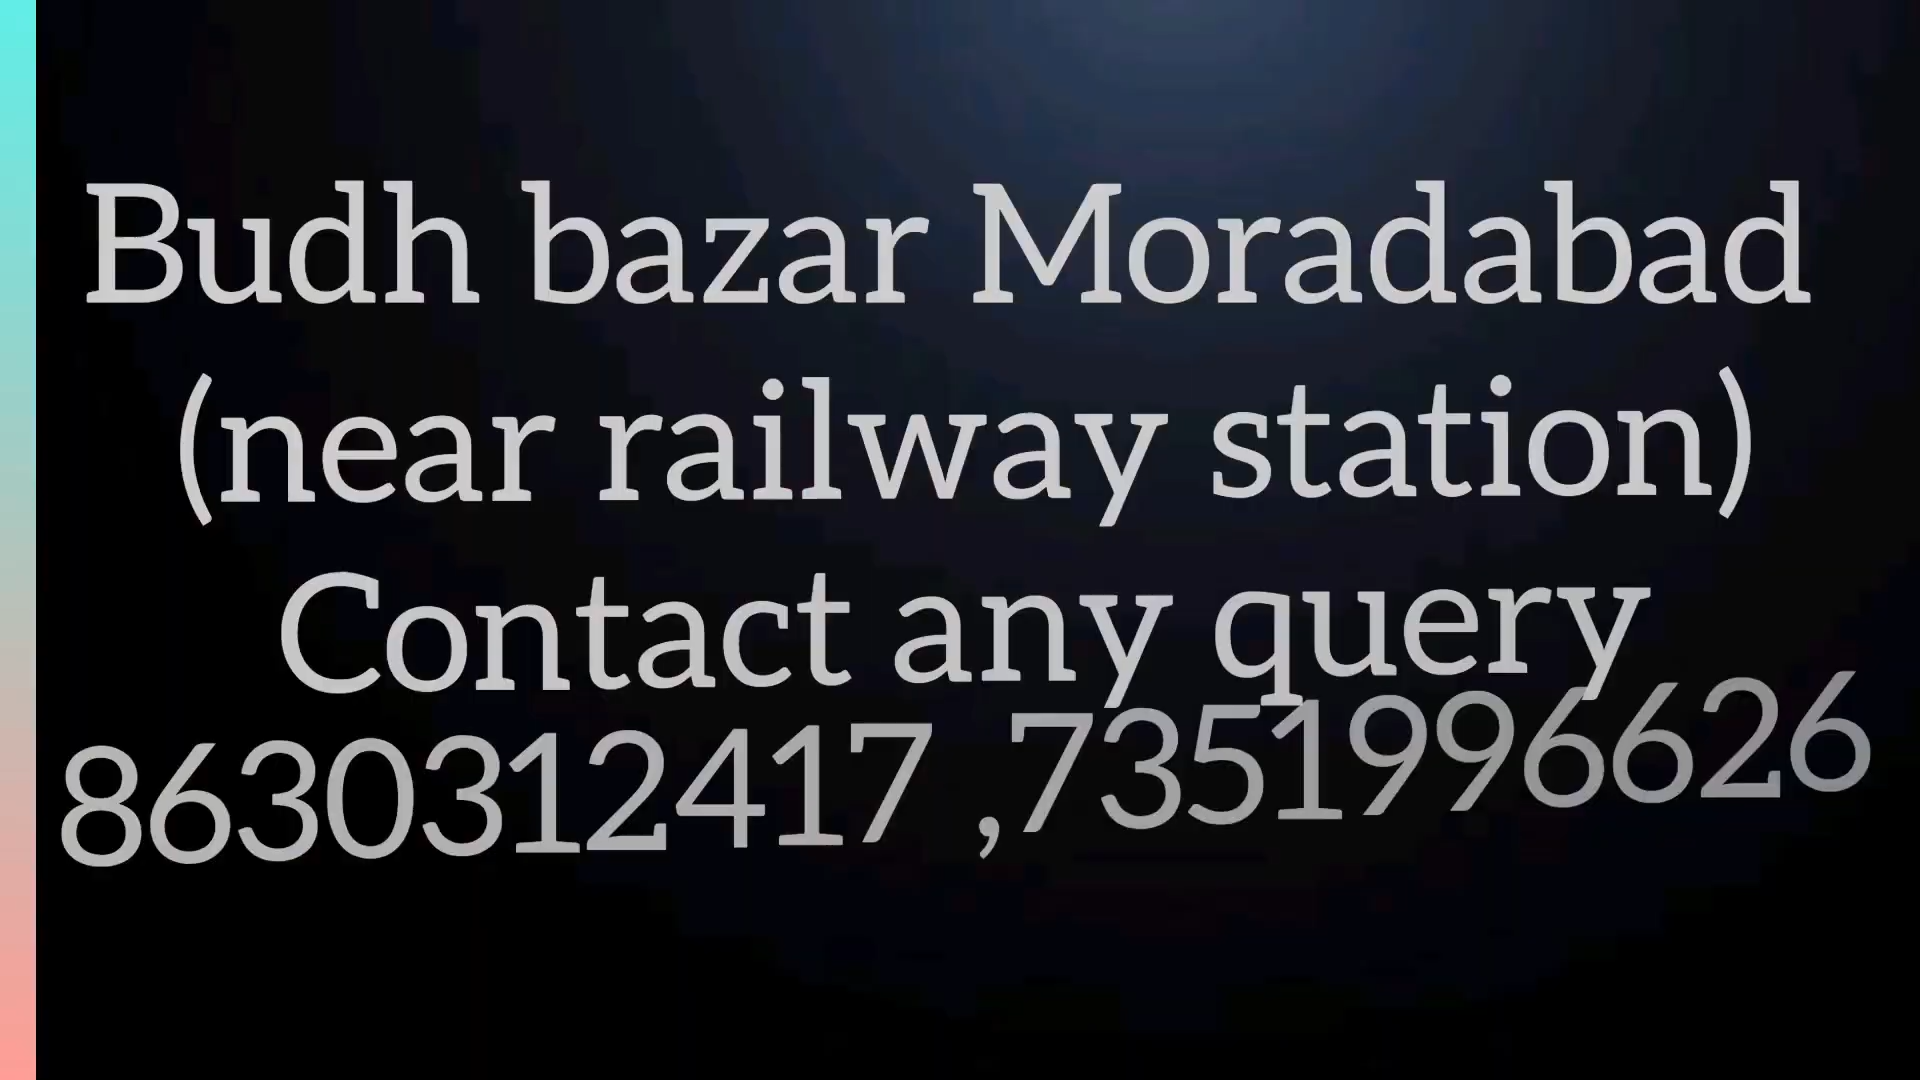 Budh bazar Moradabad
(near railway station)
Contact any query
8630312417 ,7351996626